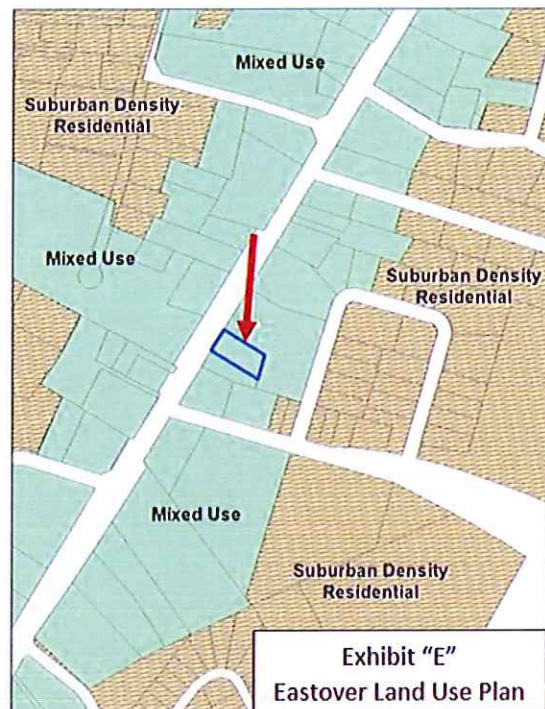 Mixed Use
Suburban Density
Residential
Mixed Use
Suburban Density
Residential
Mixed Use
Suburban Density
Residential
Exhibit "E"
Eastover Land Use Plan